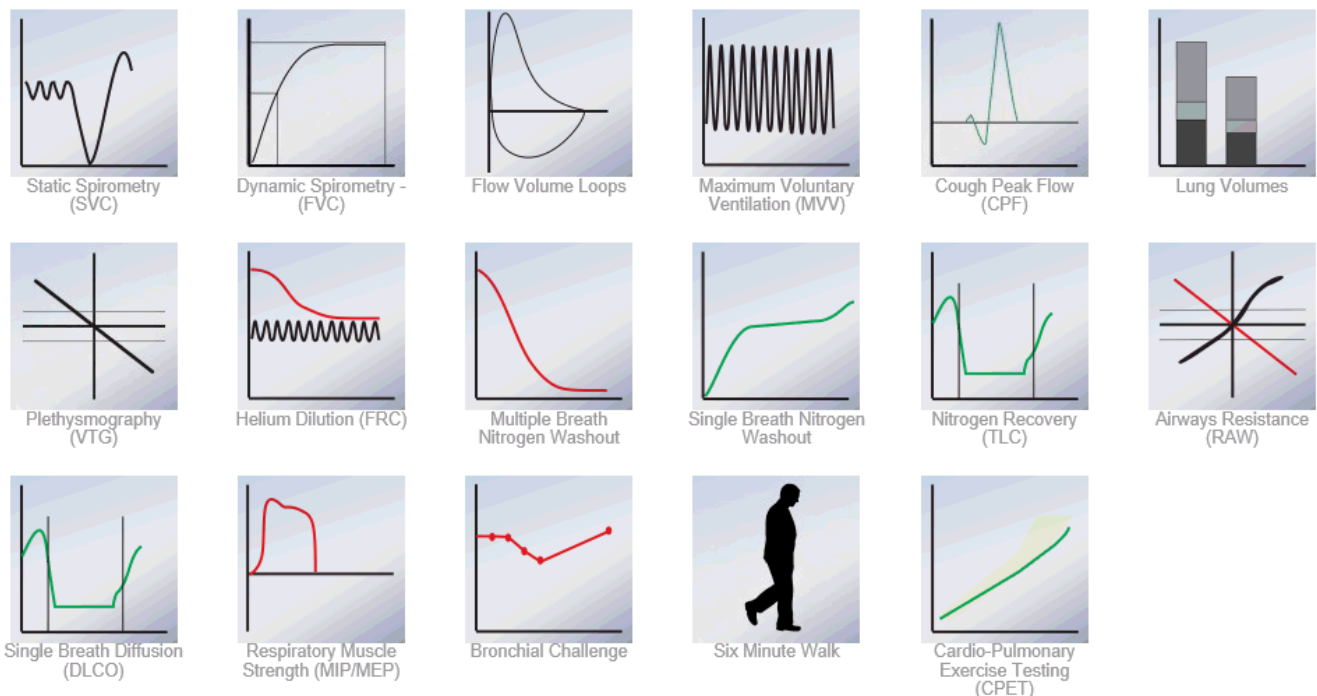 Static Spirometry
(SVC)
Dynamic Spirometry -
(FVC)
Flow Volume Loops
Maximum Voluntary
Ventilation (MVV)
Cough Peak Flow
(CPF)
Lung Volumes
Plethysmography
(VTG)
Helium Dilution (FRC)
Multiple Breath
Nitrogen Washout
Single Breath Nitrogen
Washout
Nitrogen Recovery
(TLC)
Airways Resistance
(RAW)
Single Breath Diffusion
(DLCO)
Respiratory Muscle
Strength (MIP/MEP)
Bronchial Challenge
Six Minute Walk
Cardio-Pulmonary
Exercise Testing
(CPET)